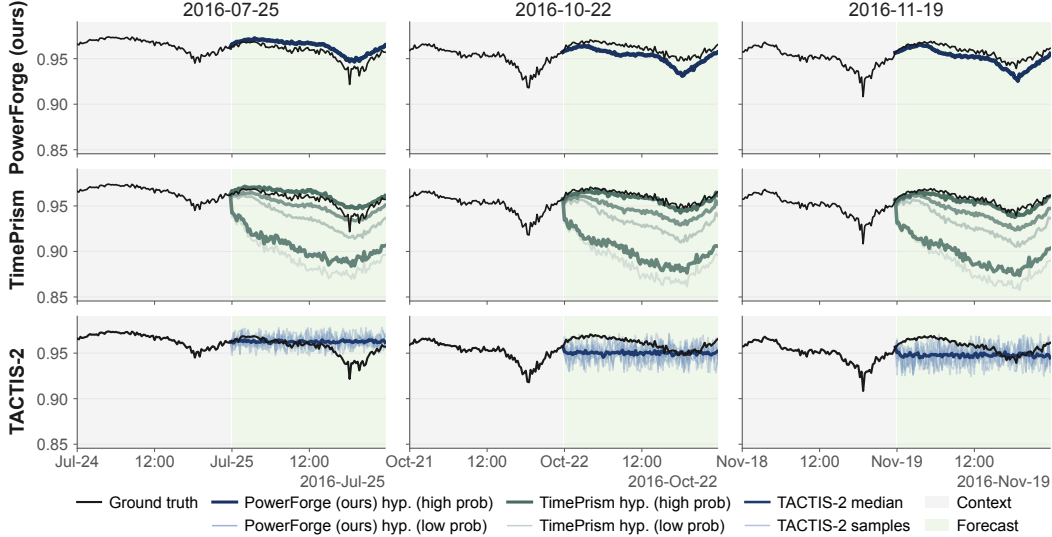 2016-07-25 2016-10-22 2016-11-19
PowerForge (ours)
0.95
0.90
0.85
TimePrism
0.95
0.90
0.85
TACTIS-2
0.95
0.90
0.85
Jul-24 12:00 Jul-25 12:00 Oct-21 12:00 Oct-22 12:00 Nov-18 12:00 Nov-19 12:00
2016-Jul-25 2016-Oct-22 2016-Nov-19
Ground truth PowerForge (ours) hyp. (high prob) TimePrism hyp. (high prob) TACTIS-2 median Context
PowerForge (ours) hyp. (low prob) TimePrism hyp. (low prob) TACTIS-2 samples Forecast